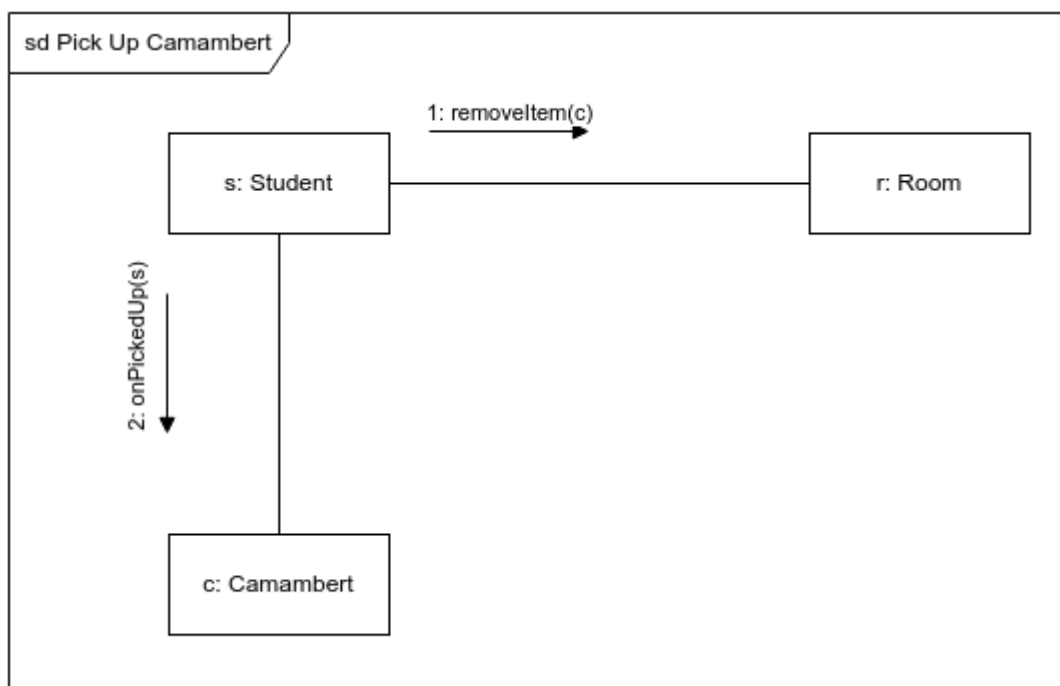 sd Pick Up Camambert
1: removeItem(c)
s: Student
r: Room
2: onPickedUp(s)
c: Camambert